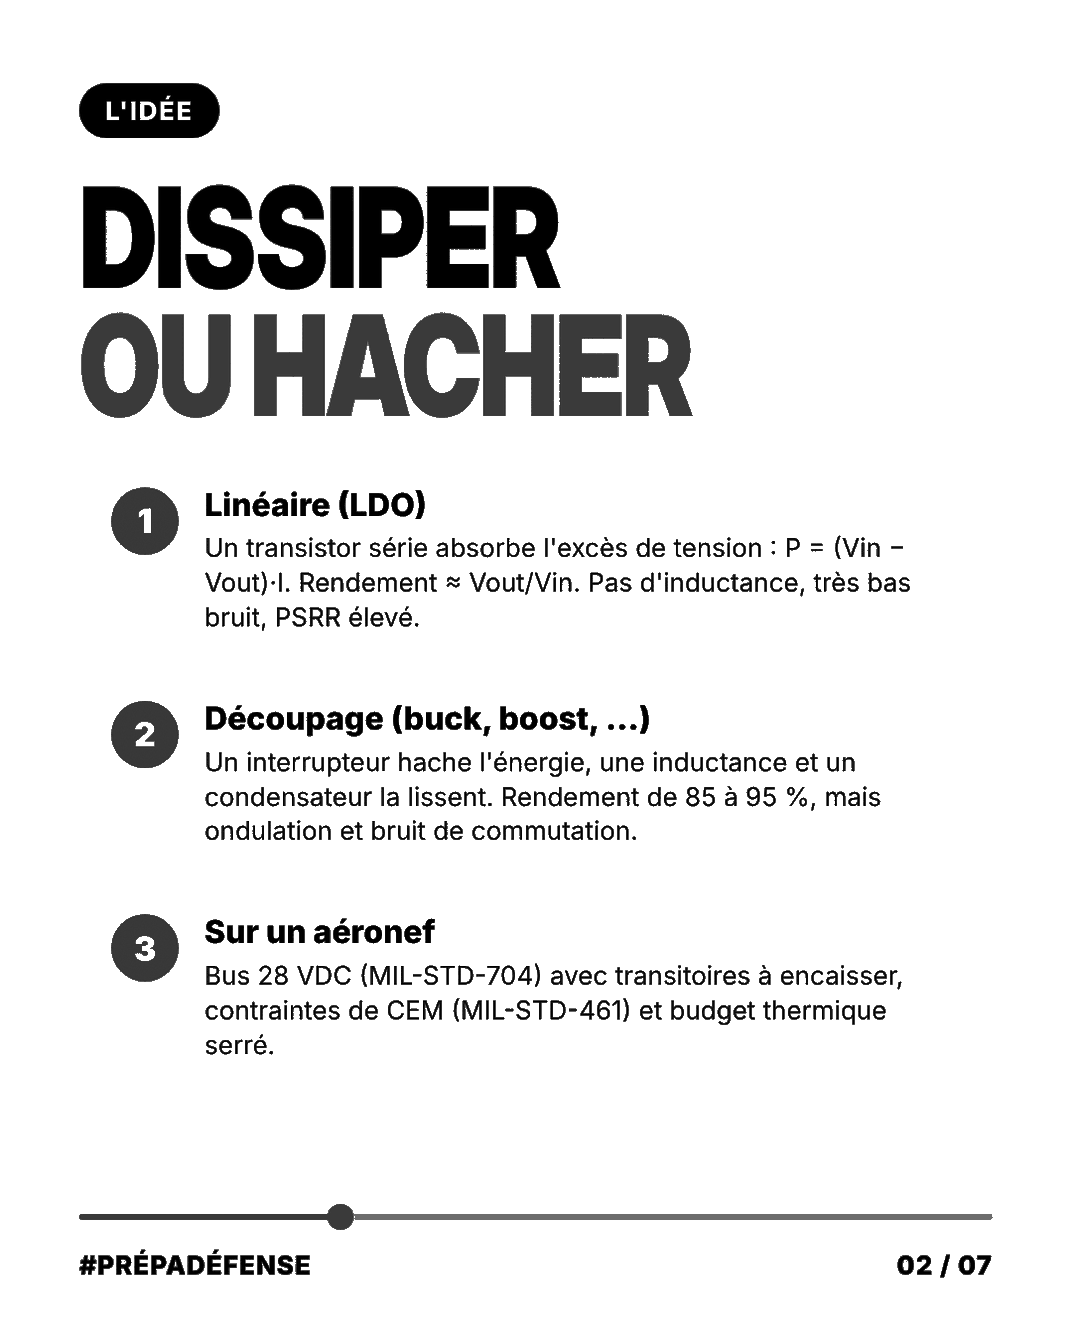 L'IDÉE
DISSIPER
OU HACHER
1
Linéaire (LDO)
Un transistor série absorbe l'excès de tension : P = (Vin −
Vout)·I. Rendement ≈ Vout/Vin. Pas d'inductance, très bas
bruit, PSRR élevé.
2
Découpage (buck, boost, …)
Un interrupteur hache l'énergie, une inductance et un
condensateur la lissent. Rendement de 85 à 95 %, mais
ondulation et bruit de commutation.
3
Sur un aéronef
Bus 28 VDC (MIL-STD-704) avec transitoires à encaisser,
contraintes de CEM (MIL-STD-461) et budget thermique
serré.
#PRÉPADÉFENSE
02 / 07